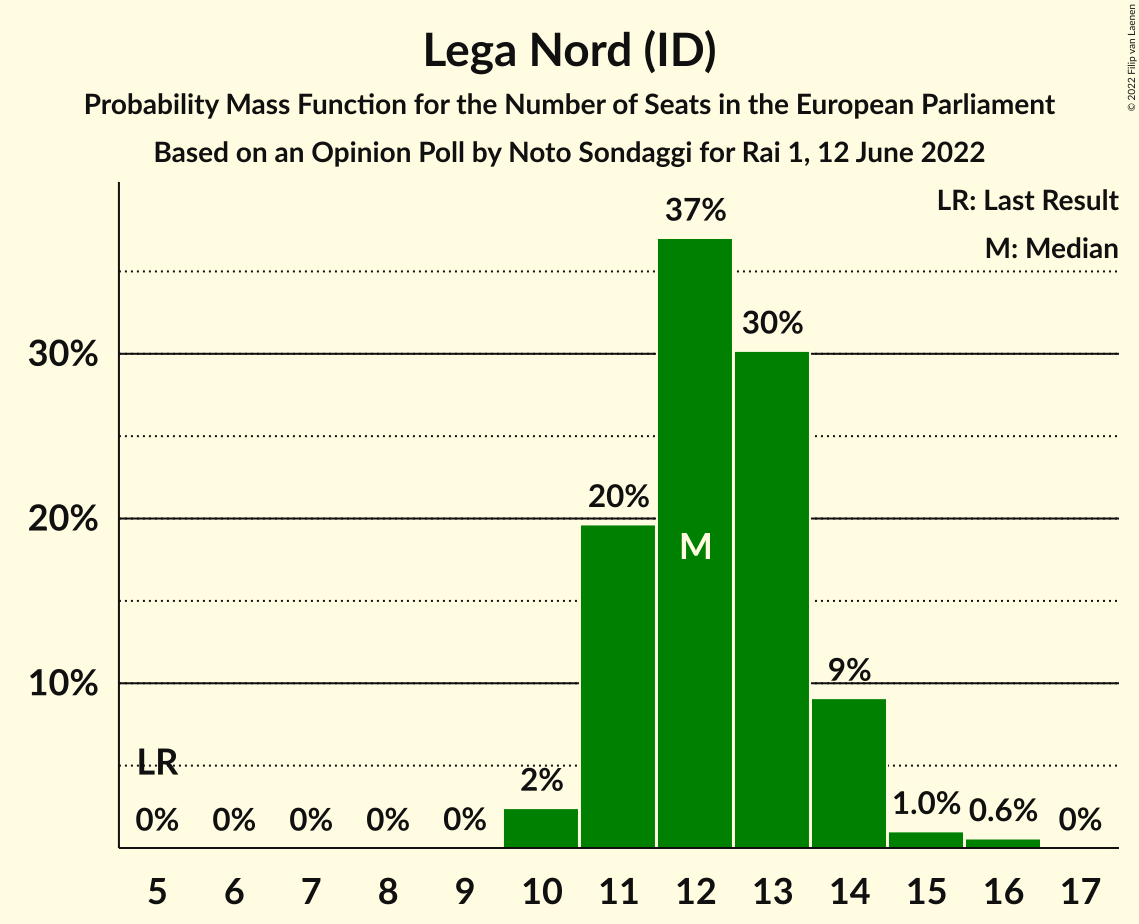 Lega Nord (ID)
Probability Mass Function for the Number of Seats in the European Parliament
Based on an Opinion Poll by Noto Sondaggi for Rai 1, 12 June 2022
© 2022 Filip van Laenen
LR: Last Result
M: Median
37%
30%
30%
20%
20%
M
10%
9%
LR
2%
0%
0%
0%
0%
0%
1.0%
0.6%
0%
5 6 7 8 9 10 11 12 13 14 15 16 17